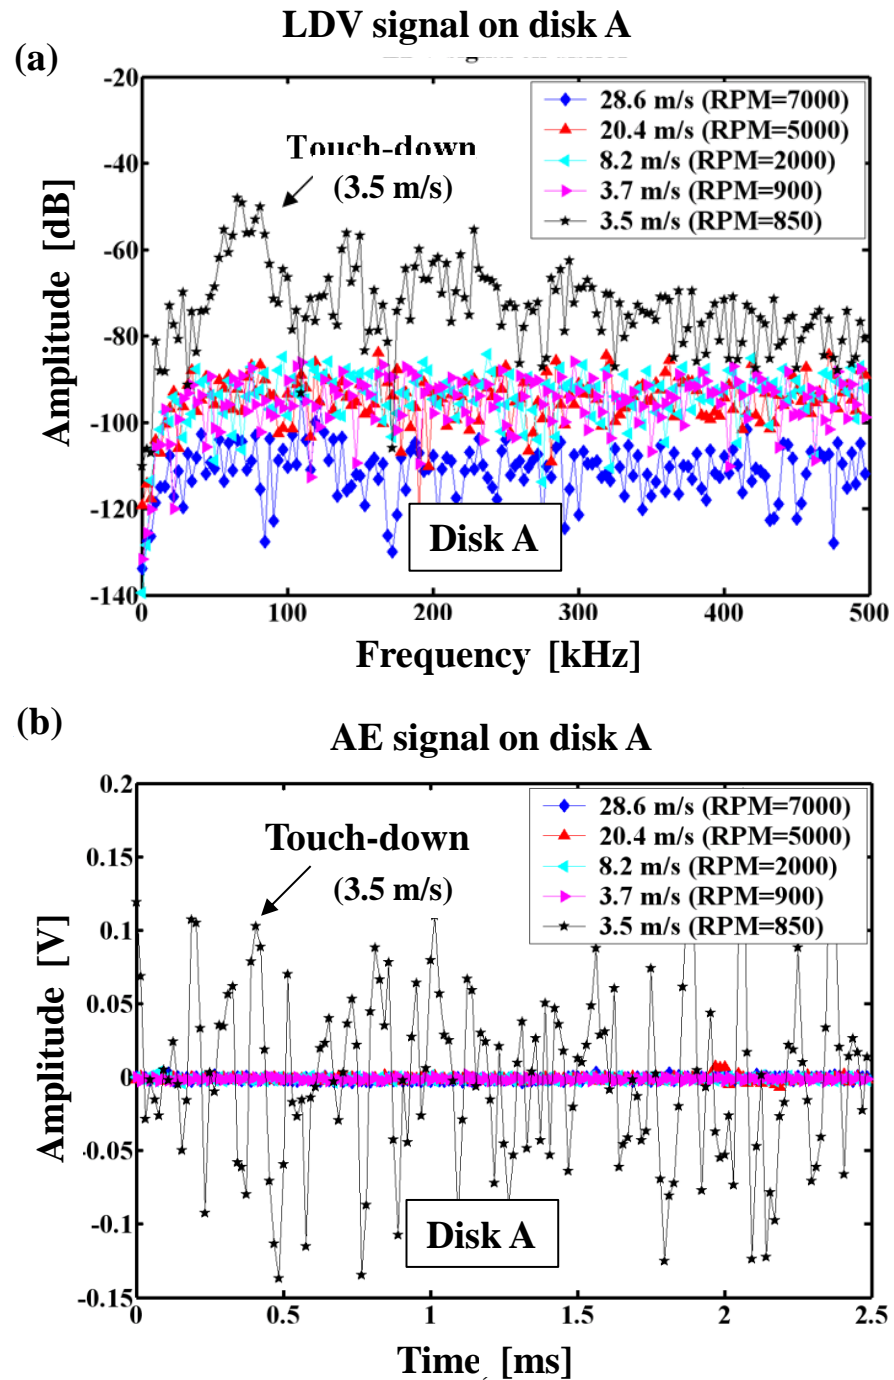 LDV signal on disk A
(a)
-20
-40
-60
-80
-100
-120
-140
Amplitude [dB]
28.6 m/s (RPM=7000)
20.4 m/s (RPM=5000)
8.2 m/s (RPM=2000)
3.7 m/s (RPM=900)
3.5 m/s (RPM=850)
Touch-down
(3.5 m/s)
Disk A
0 100 200 300 400 500
Frequency [kHz]
(b)
AE signal on disk A
0.2
0.15
0.1
0.05
0
-0.05
-0.1
-0.15
Amplitude [V]
28.6 m/s (RPM=7000)
20.4 m/s (RPM=5000)
8.2 m/s (RPM=2000)
3.7 m/s (RPM=900)
3.5 m/s (RPM=850)
Touch-down
(3.5 m/s)
Disk A
0 0.5 1 1.5 2 2.5
Time [ms]